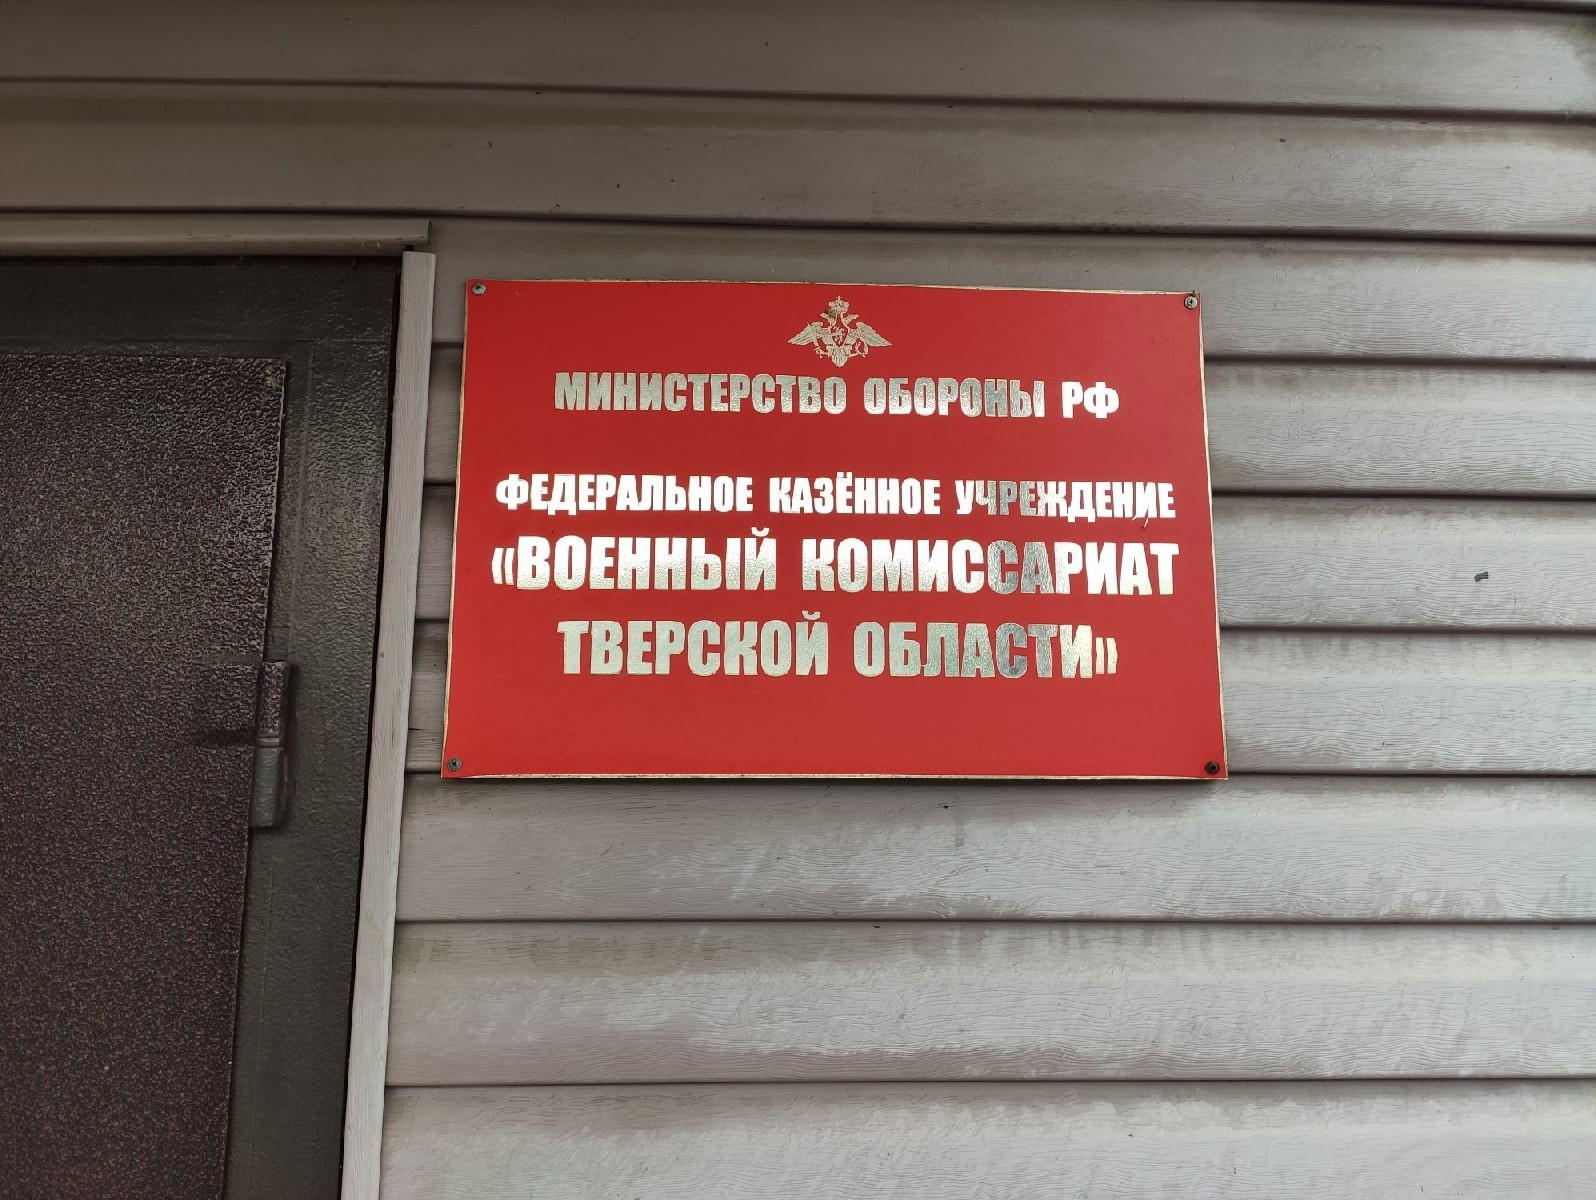 МИНИСТЕРСТВО ОБОРОНЫ РФ
ФЕДЕРАЛЬНОЕ КАЗЁННОЕ УЧРЕЖДЕНИЕ
«ВОЕННЫЙ КОМИССАРИАТ
ТВЕРСКОЙ ОБЛАСТИ»